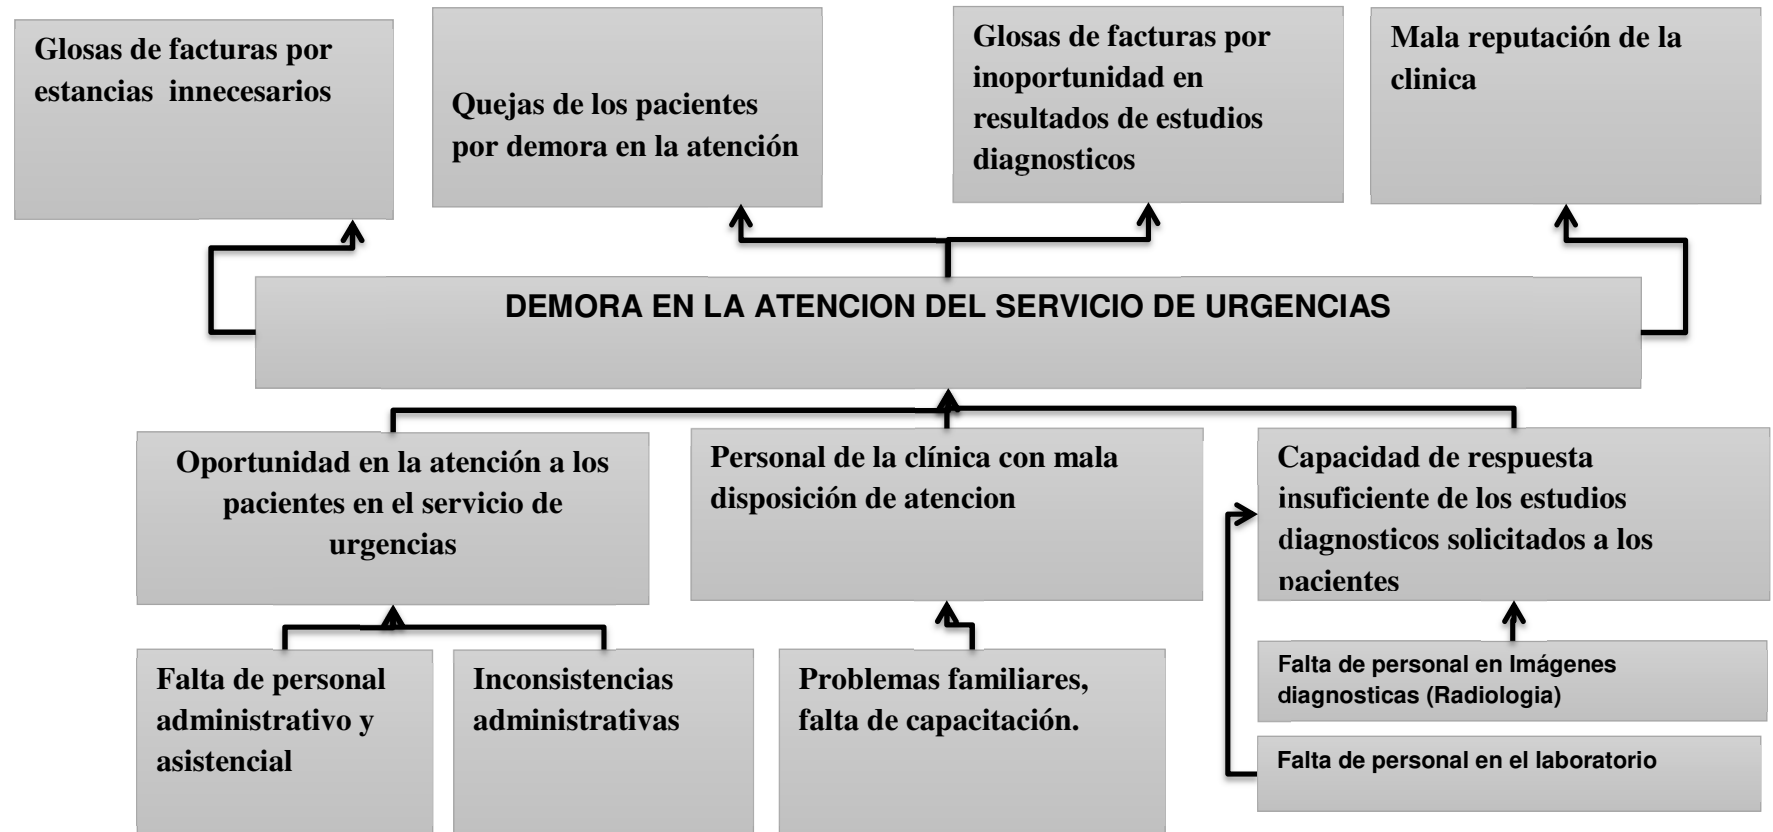 Glosas de facturas por
estancias  innecesarios
Quejas de los pacientes
por demora en la atención
Glosas de facturas por
inoportunidad en
resultados de estudios
diagnosticos
Mala reputación de la
clinica
DEMORA EN LA ATENCION DEL SERVICIO DE URGENCIAS
Oportunidad en la atención a los
pacientes en el servicio de
urgencias
Personal de la clínica con mala
disposición de atencion
Capacidad de respuesta
insuficiente de los estudios
diagnosticos solicitados a los
pacientes
Falta de personal
administrativo y
asistencial
Inconsistencias
administrativas
Problemas familiares,
falta de capacitación.
Falta de personal en Imágenes
diagnosticas (Radiologia)
Falta de personal en el laboratorio